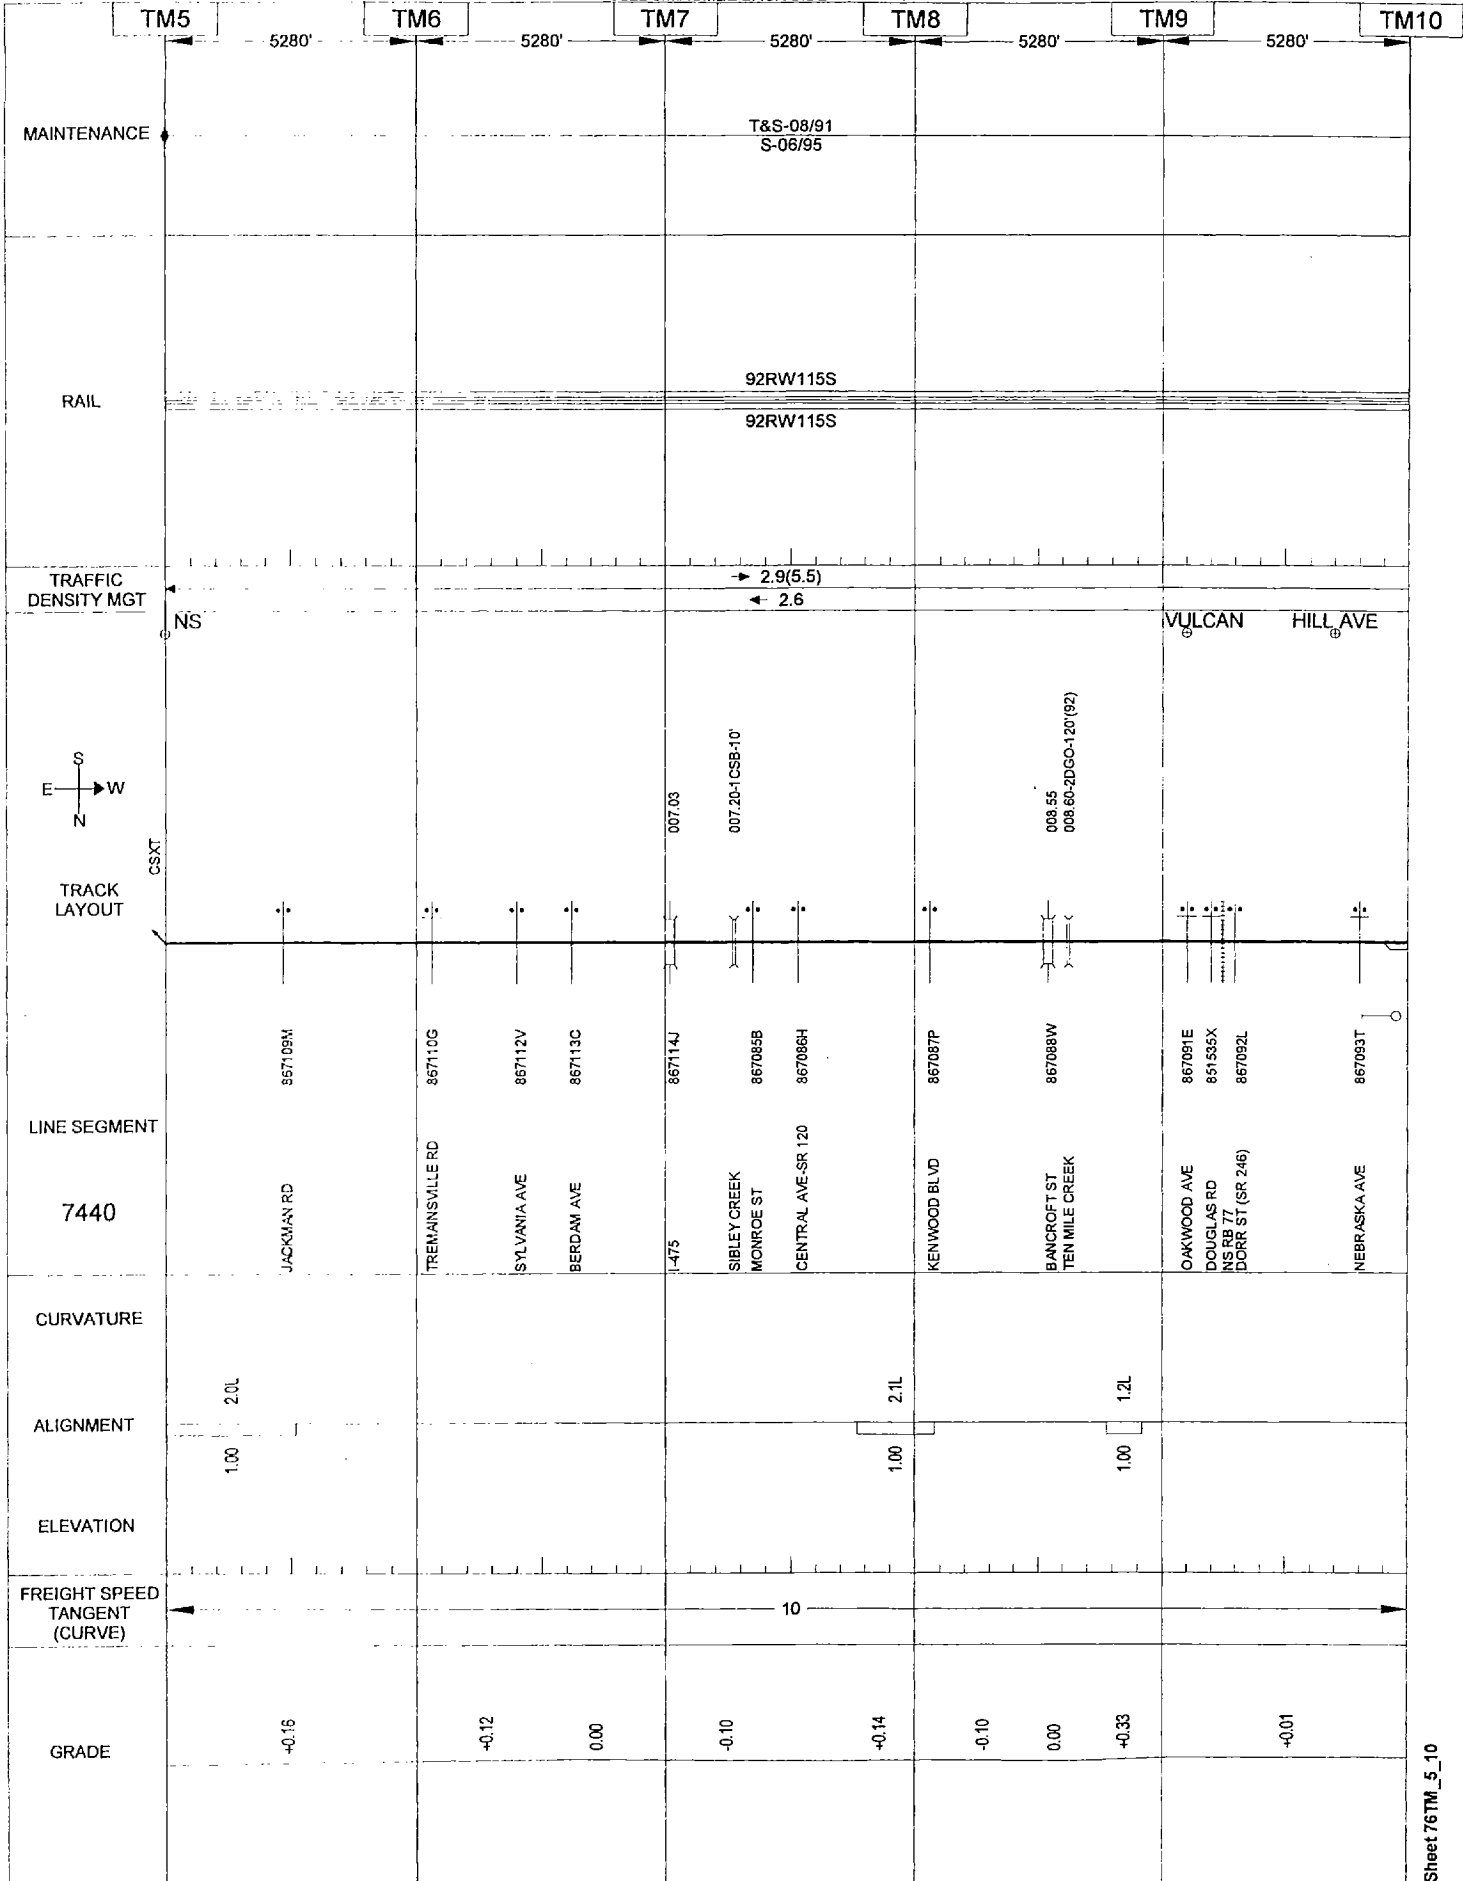 TM5 TM6 TM7 TM8 TM9 TM10
5280' 5280' 5280' 5280' 5280'
MAINTENANCE
T&S-08/91
S-06/95
RAIL
92RW115S
92RW115S
TRAFFIC
DENSITY MGT
2.9(5.5)
2.6
NS
VULCAN
HILL AVE
S
E W
N
CSXT
007.03
007.20-1CSB-10'
008.55
008.60-2DGO-120'(92)
TRACK
LAYOUT
867109M
867110G
867112V
867113C
867114J
867085B
867086H
867087P
867088W
867091E
851535X
867092L
867093T
LINE SEGMENT
7440
JACKMAN RD
TREMAINSVILLE RD
SYLVANIA AVE
BERDAM AVE
I-475
SIBLEY CREEK
MONROE ST
CENTRAL AVE-SR 120
KENWOOD BLVD
BANCROFT ST
TEN MILE CREEK
OAKWOOD AVE
DOUGLAS RD
NS RB 77
DORR ST (SR 246)
NEBRASKA AVE
CURVATURE
2.0L 2.1L 1.2L
ALIGNMENT
1.00 1.00 1.00
ELEVATION
FREIGHT SPEED
TANGENT
(CURVE)
10
GRADE
+0.16 +0.12 0.00 -0.10 +0.14 -0.10 0.00 +0.33 +0.01
Sheet 76TM_5_10